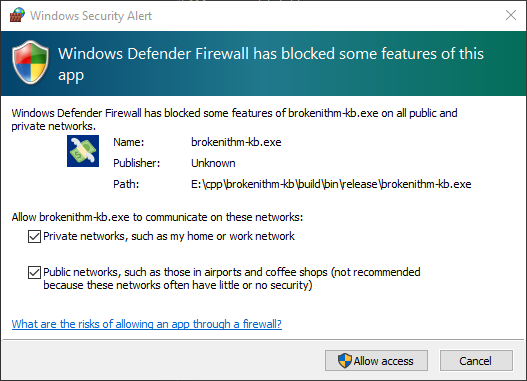 Windows Security Alert
Windows Defender Firewall has blocked some features of this
app
Windows Defender Firewall has blocked some features of brokenithm-kb.exe on all public and
private networks.
Name: brokenithm-kb.exe
Publisher: Unknown
Path: E:\cpp\brokenithm-kb\build\bin\release\brokenithm-kb.exe
Allow brokenithm-kb.exe to communicate on these networks:
Private networks, such as my home or work network
Public networks, such as those in airports and coffee shops (not recommended
because these networks often have little or no security)
What are the risks of allowing an app through a firewall?
Allow access Cancel